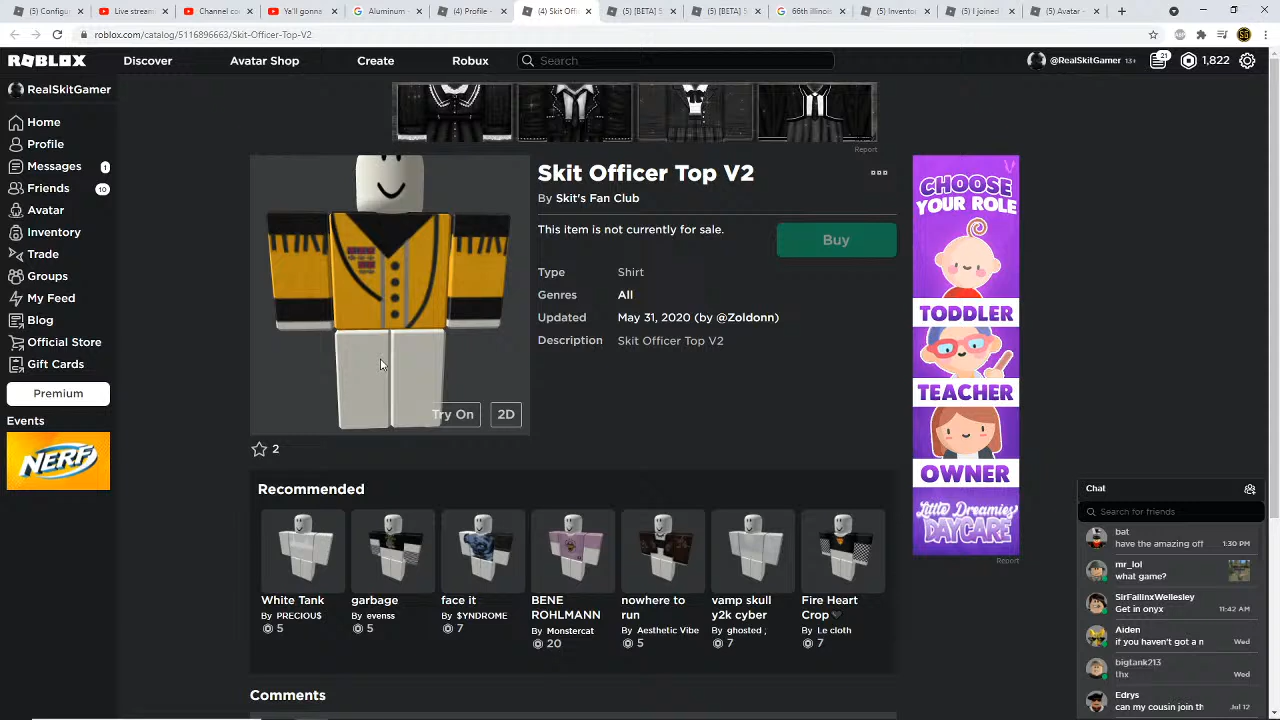 (5) Configu
Live stream
Channel co
Ya'll gonna
Aluminum -
(4) Profile -
(4) Skit Offi
(5) [BETA] S
(5) [BETA] S
66th Illinoi
(5) Invento
(5) I joined
(5) Avatar -
roblox.com/catalog/5116896663/Skit-Officer-Top-V2
SG
ROBLOX
Discover
Avatar Shop
Create
Robux
Search
@RealSkitGamer 13+
21
1,822
RealSkitGamer
Home
Profile
Messages 1
Friends 10
Avatar
Inventory
Trade
Groups
My Feed
Blog
Official Store
Gift Cards
Premium
Events
NERF
Report
Skit Officer Top V2
By Skit's Fan Club
This item is not currently for sale.
Buy
Type Shirt
Genres All
Updated May 31, 2020 (by @Zoldonn)
Description Skit Officer Top V2
Try On
2D
2
CHOOSE
YOUR ROLE
TODDLER
TEACHER
OWNER
Little Dreamies
DAYCARE
Report
Recommended
White Tank
By PRECIOU$
5
garbage
By evenss
5
face it
By $YNDROME
7
BENE
ROHLMANN
By Monstercat
20
nowhere to
run
By Aesthetic Vibe
5
vamp skull
y2k cyber
By ghosted ;
7
Fire Heart
Crop
By Le cloth
7
Comments
Chat
Search for friends
bat
have the amazing off 1:30 PM
mr_lol
what game?
SirFallinxWellesley
Get in onyx 11:42 AM
Aiden
if you haven't got a n Wed
bigtank213
thx Wed
Edrys
can my cousin join th Jul 12